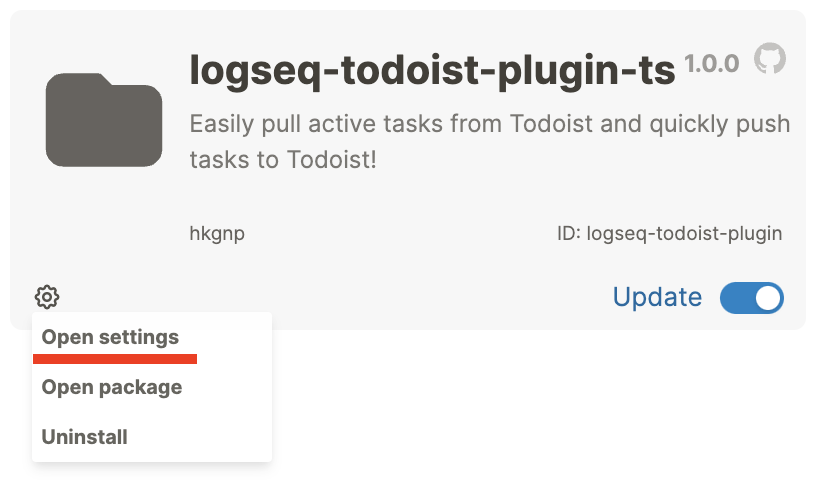 logseq-todoist-plugin-ts 1.0.0
Easily pull active tasks from Todoist and quickly push
tasks to Todoist!
hkgnp ID: logseq-todoist-plugin
Update
Open settings
Open package
Uninstall